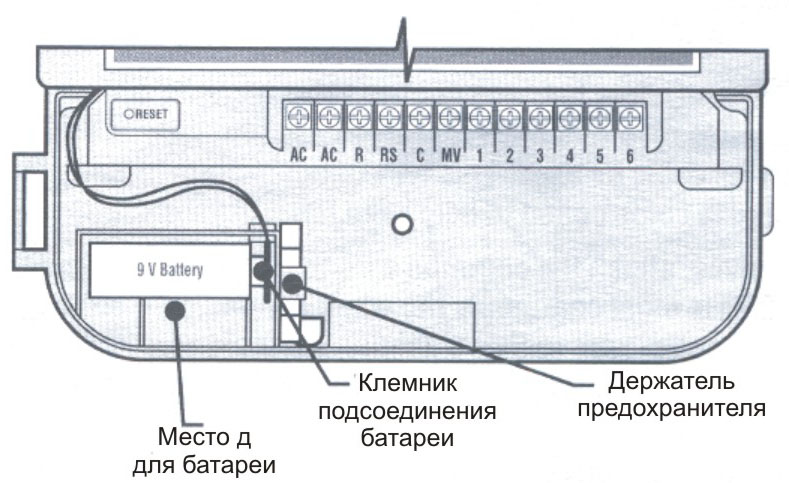 RESET
AC AC R RS C MV 1 2 3 4 5 6
9 V Battery
Клемник
подсоединения
батареи
Держатель
предохранителя
Место д
для батареи